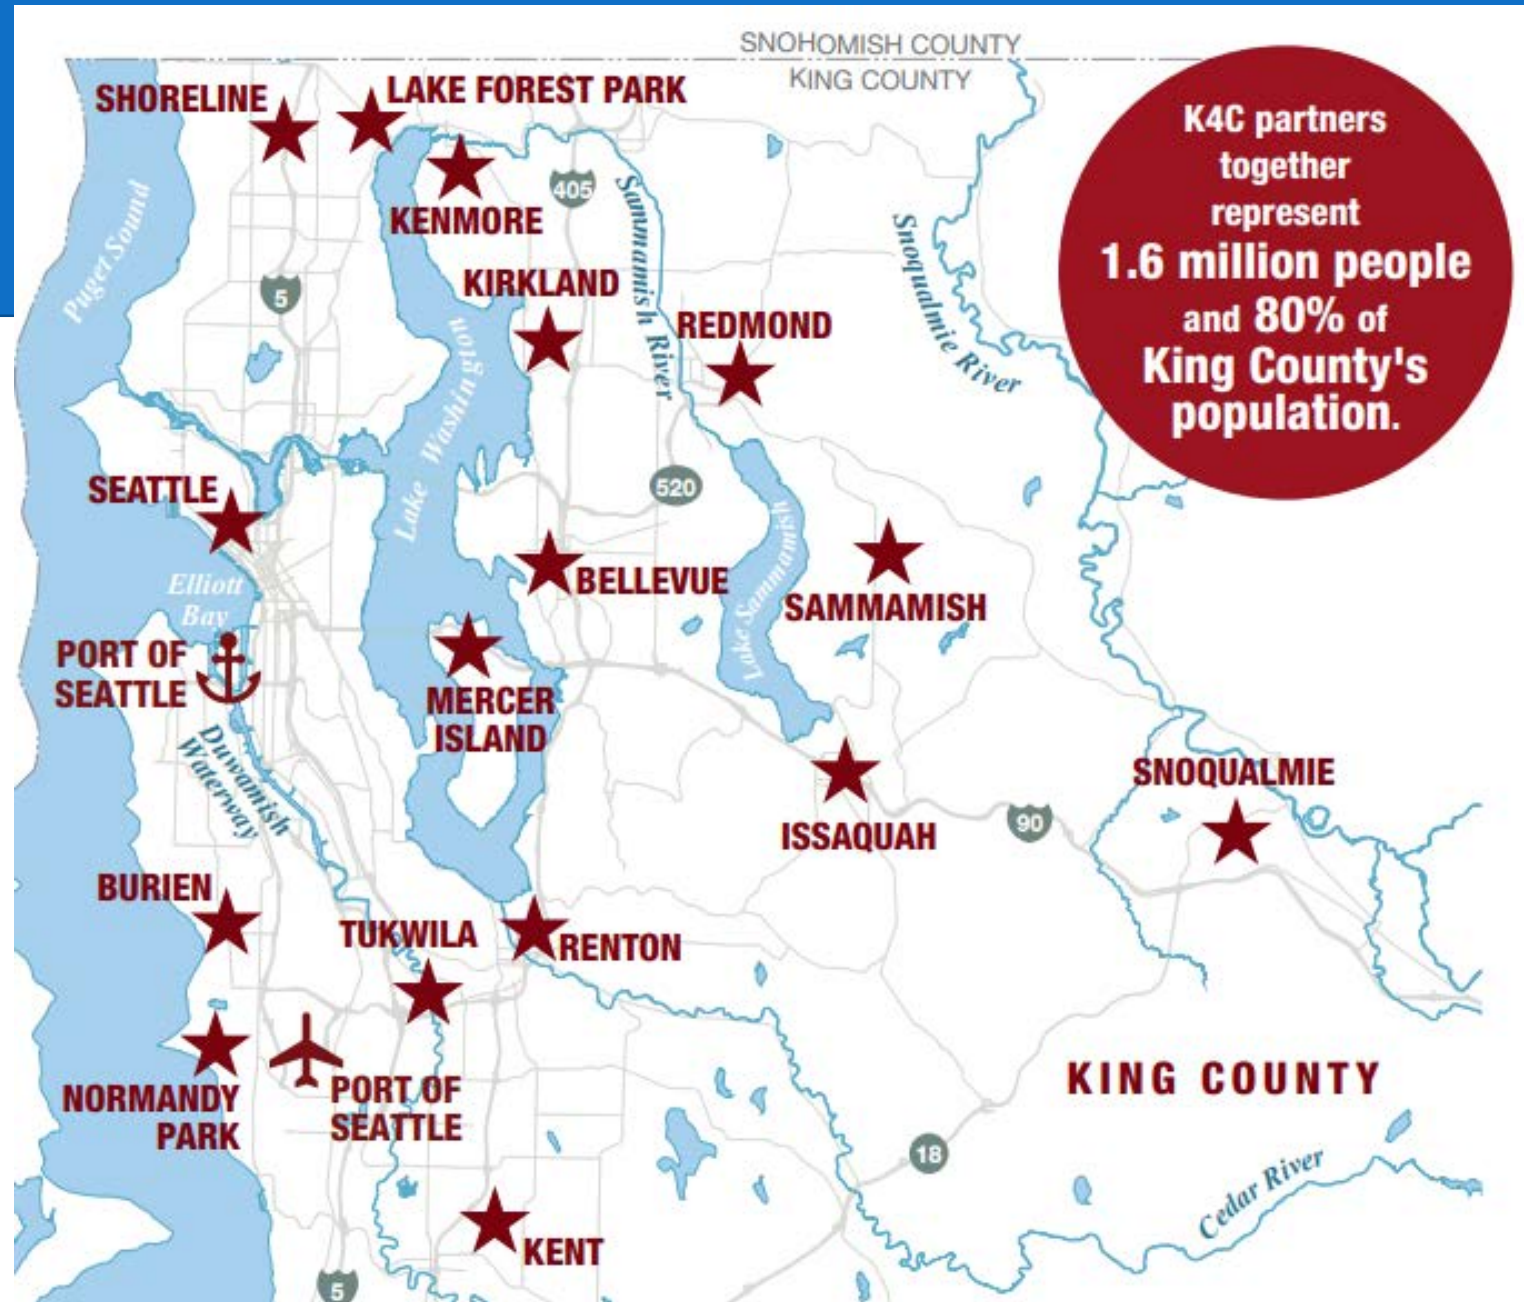 SNOHOMISH COUNTY
KING COUNTY
K4C partners
together
represent
1.6 million people
and 80% of
King County's
population.
SHORELINE
LAKE FOREST PARK
KENMORE
405
Sammamish River
Puget Sound
Snoqualmie River
KIRKLAND
5
REDMOND
Lake Washington
SEATTLE
520
Lake Sammamish
Elliott
Bay
BELLEVUE
SAMMAMISH
PORT OF
SEATTLE
MERCER
ISLAND
Duwamish
Waterway
SNOQUALMIE
ISSAQUAH
90
BURIEN
TUKWILA
RENTON
NORMANDY
PARK
PORT OF
SEATTLE
KING COUNTY
18
Cedar River
KENT
5